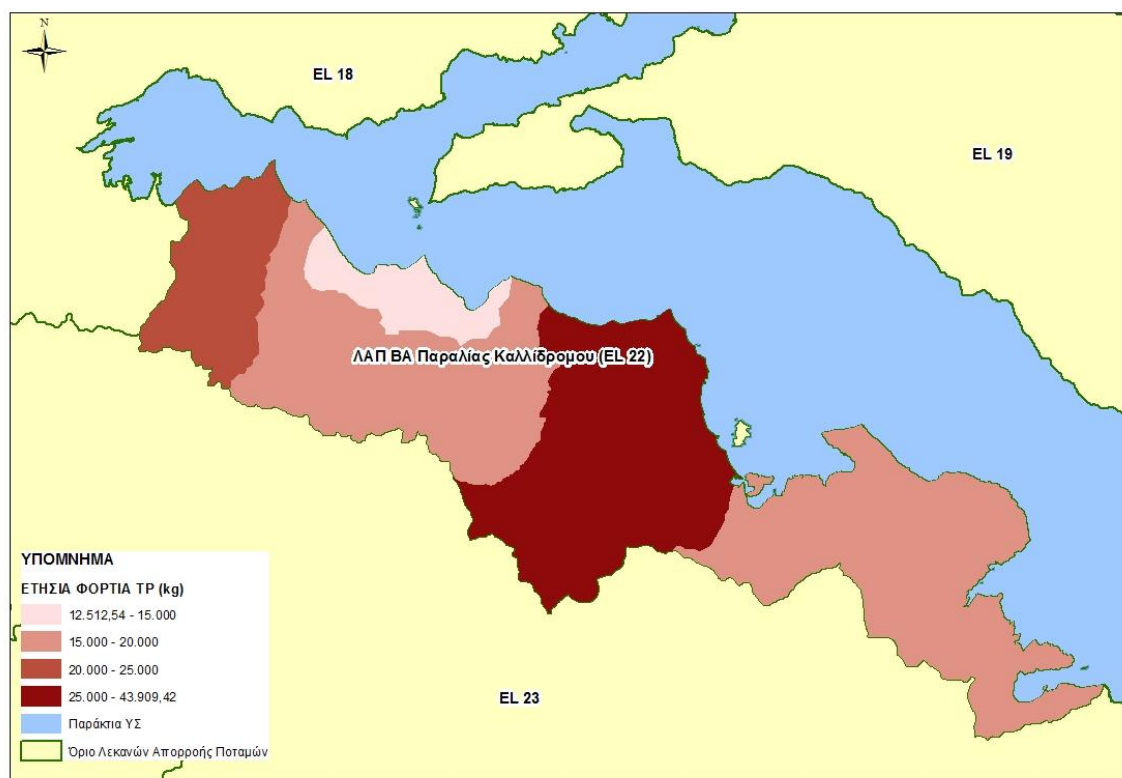 N
EL 18
EL 19
ΛΑΠ ΒΑ Παραλίας Καλλίδρομου (EL 22)
EL 23
ΥΠΟΜΝΗΜΑ
ΕΤΗΣΙΑ ΦΟΡΤΙΑ TP (kg)
12.512,54 - 15.000
15.000 - 20.000
20.000 - 25.000
25.000 - 43.909,42
Παράκτια ΥΣ
Όριο Λεκανών Απορροής Ποταμών